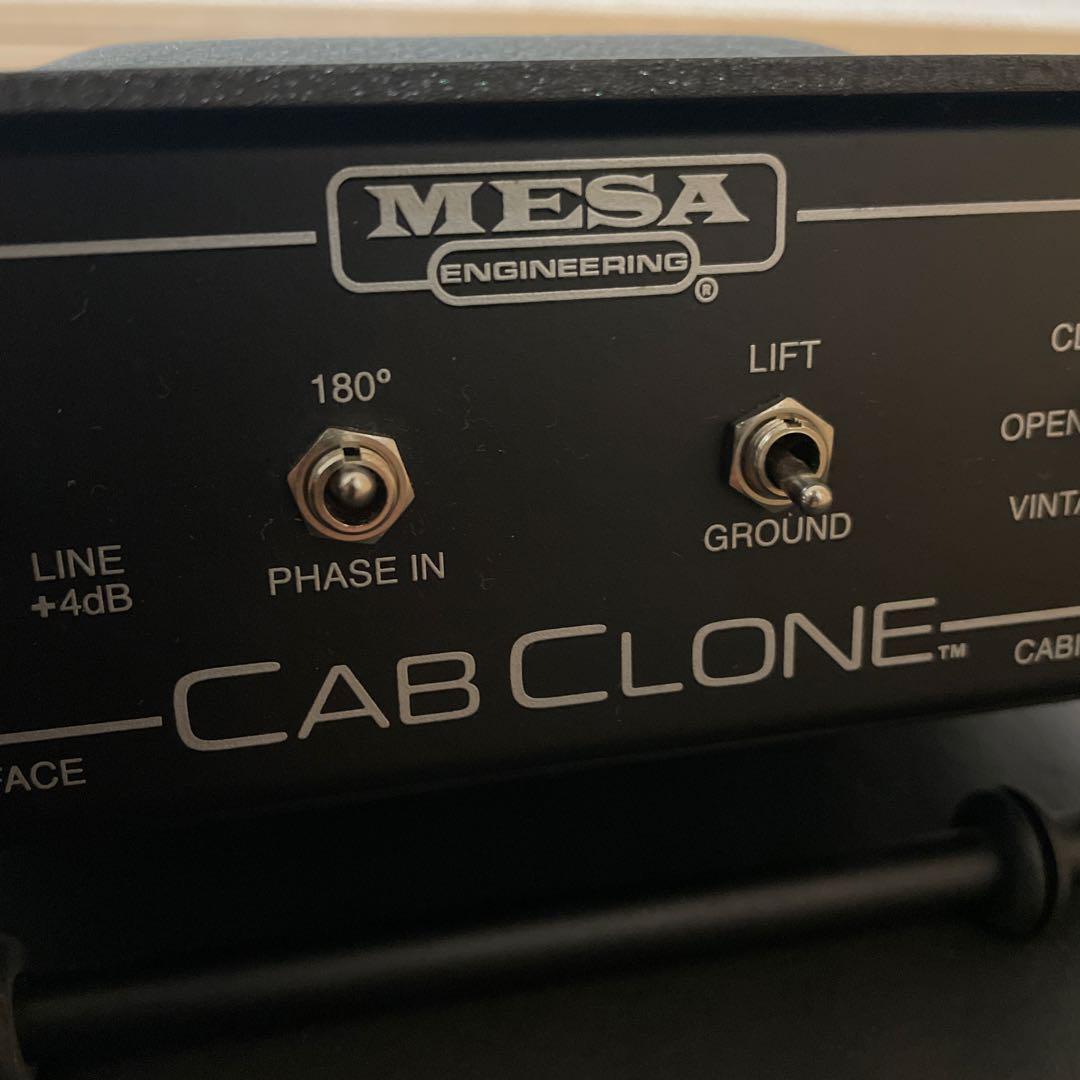 MESA
ENGINEERING®
180°
PHASE IN
LIFT
GROUND
OPEN
LINE
+4dB
CAB CLONE™